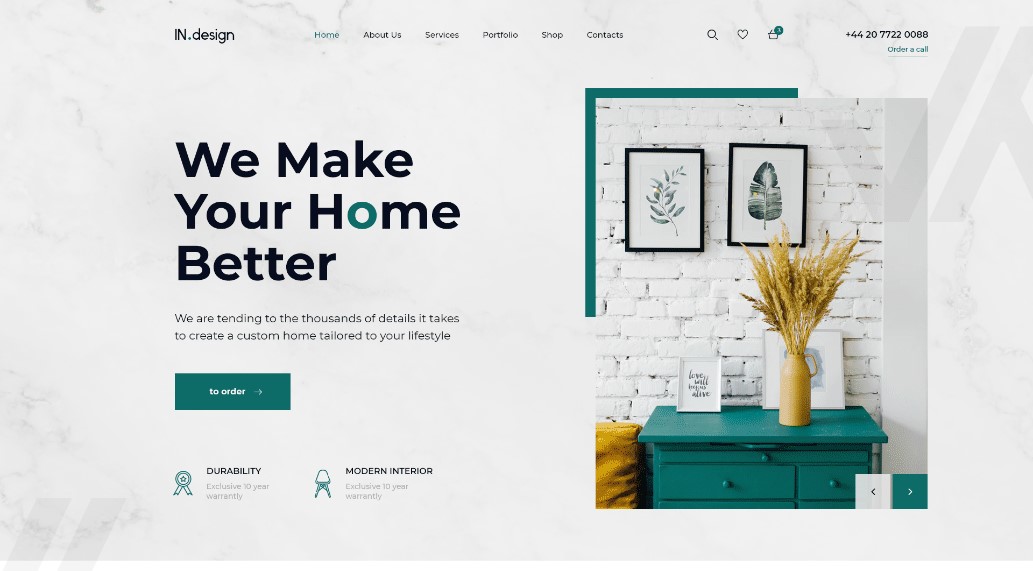 IN.design
Home About Us Services Portfolio Shop Contacts
+44 20 7722 0088
Order a call
We Make
Your Home
Better
We are tending to the thousands of details it takes
to create a custom home tailored to your lifestyle
to order
DURABILITY
Exclusive 10 year
warrantly
MODERN INTERIOR
Exclusive 10 year
warrantly
love
will
keep us
alive